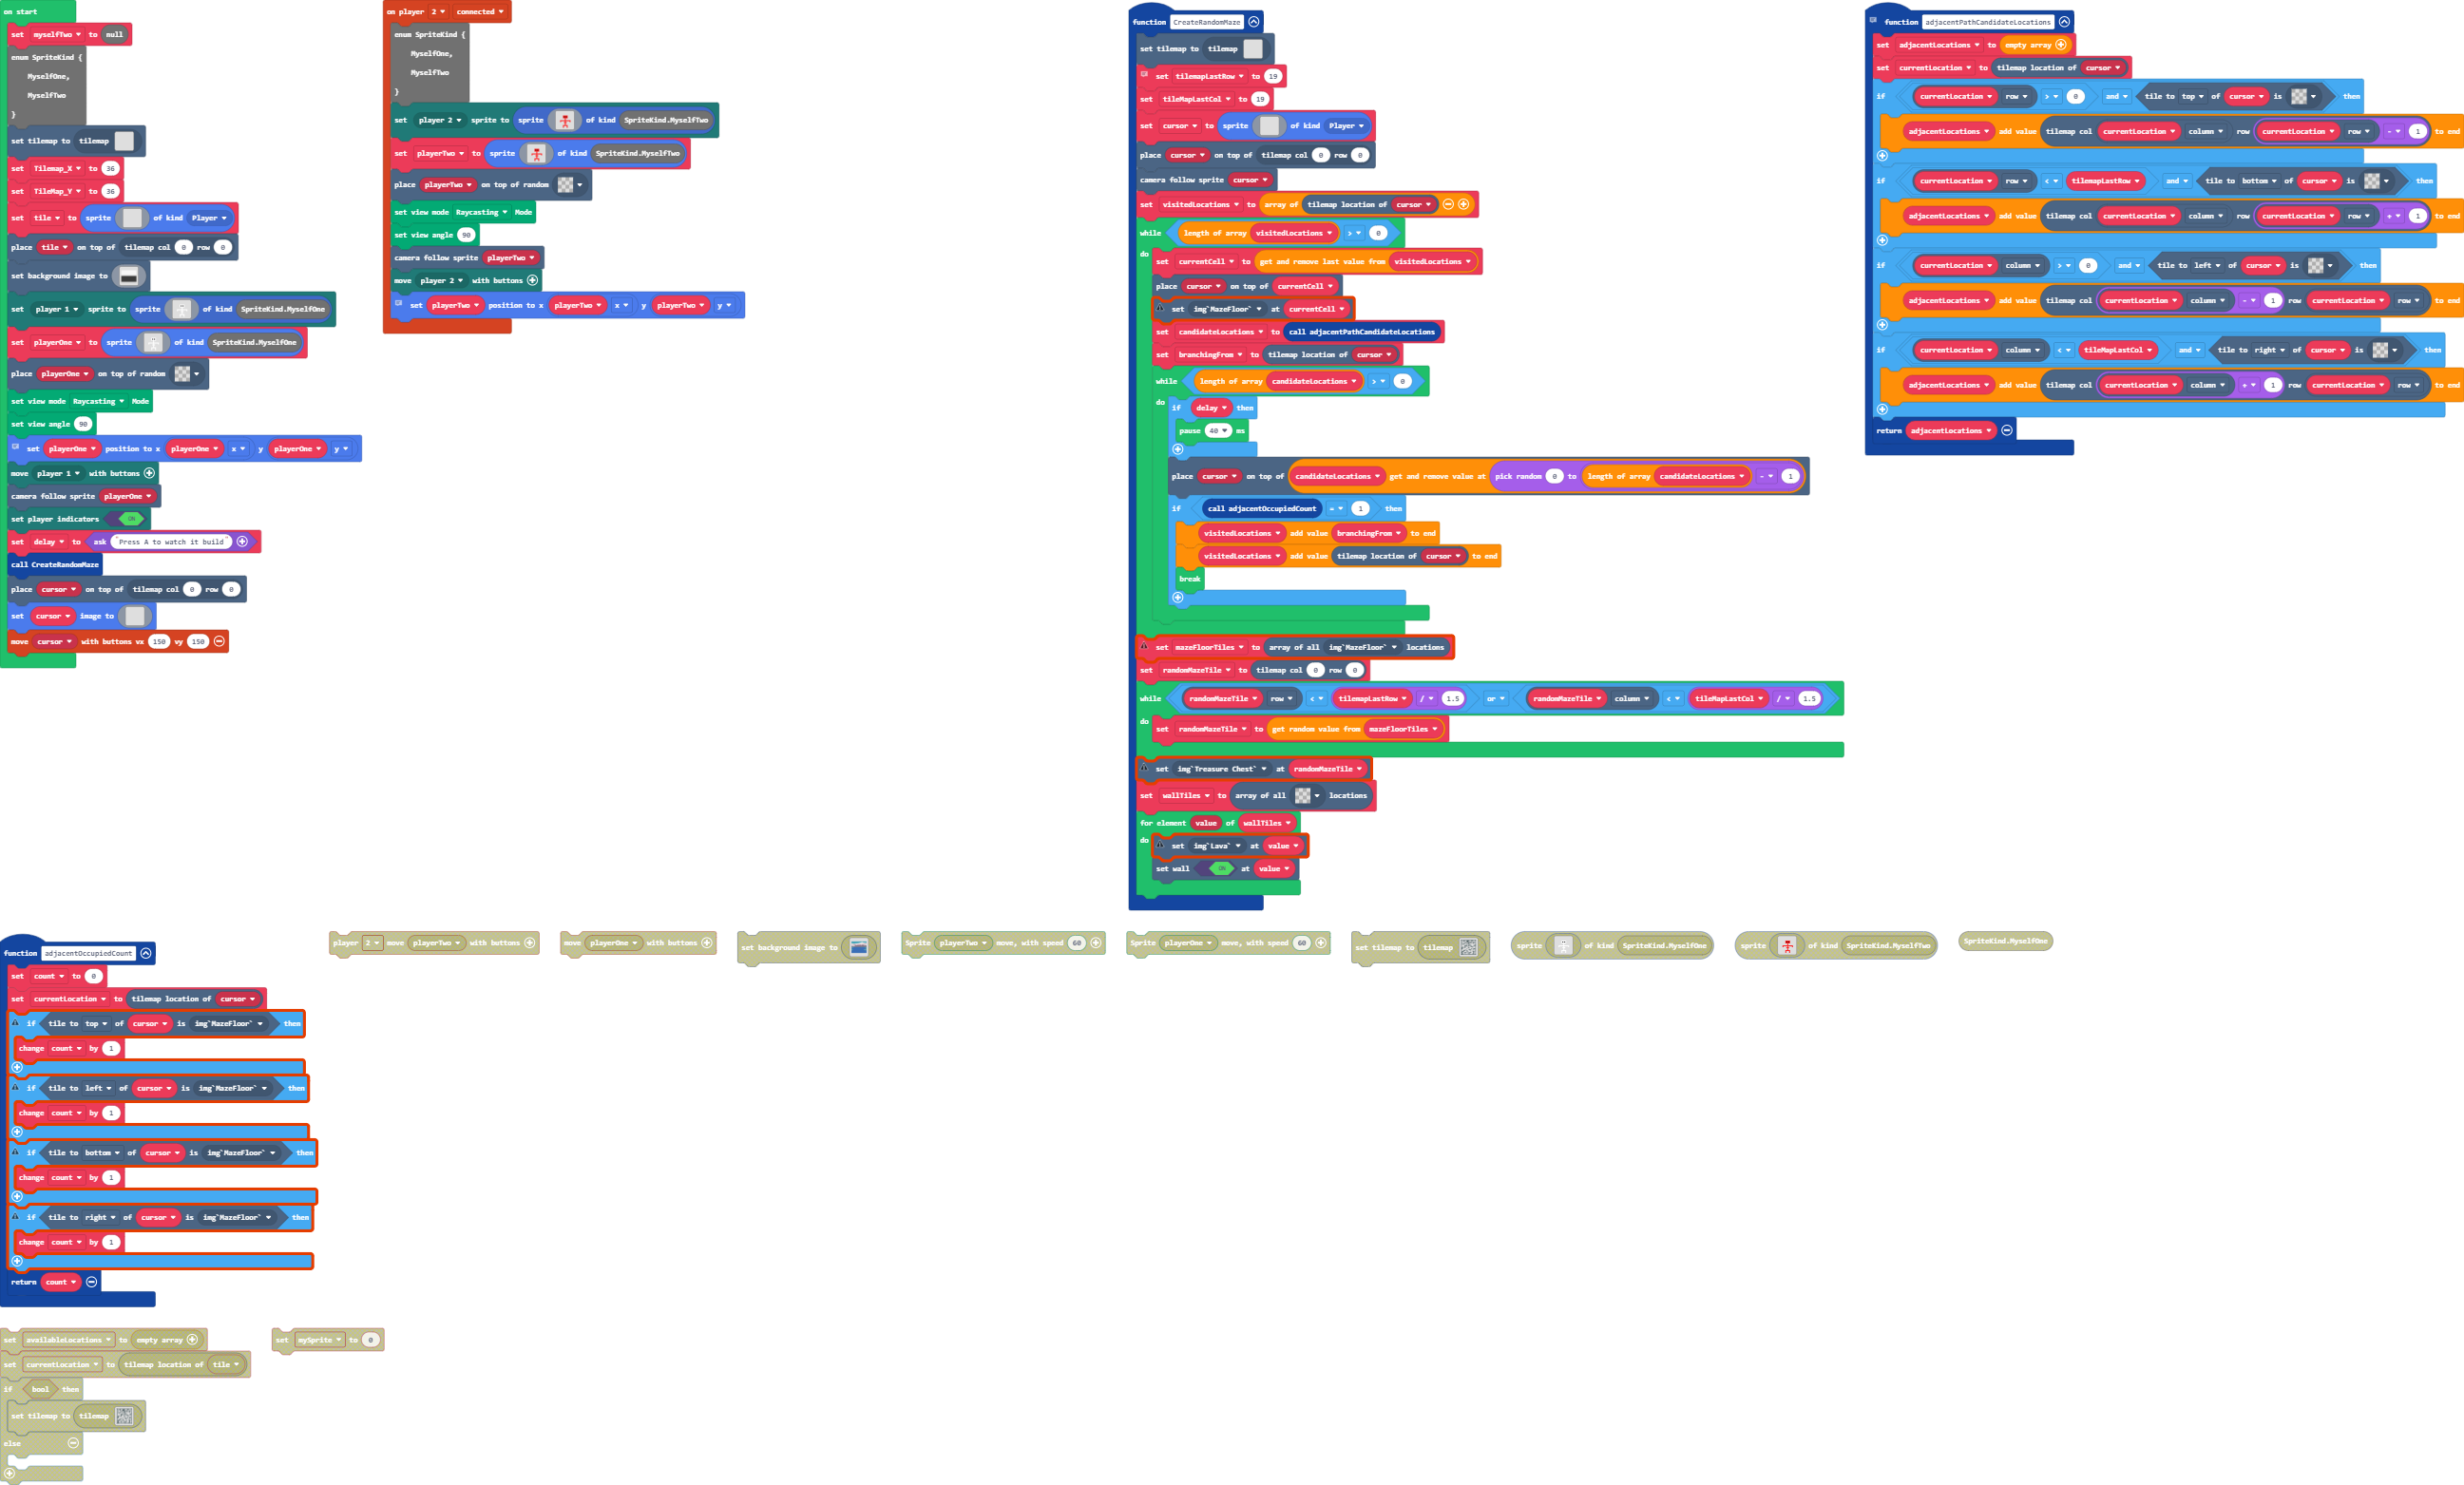 on start
set myselfTwo to null
enum SpriteKind {
MyselfOne,
MyselfTwo
}
set tilemap to tilemap
set Tilemap_X to 36
set TileMap_Y to 36
set tile to sprite of kind Player
place tile on top of tilemap col 0 row 0
set background image to
set player 1 sprite to sprite of kind SpriteKind.MyselfOne
set playerOne to sprite of kind SpriteKind.MyselfOne
place playerOne on top of random
set view mode Raycasting Mode
set view angle 90
set playerOne position to x playerOne x y playerOne y
move player 1 with buttons
camera follow sprite playerOne
set player indicators ON
set delay to ask "Press A to watch it build"
call CreateRandomMaze
place cursor on top of tilemap col 0 row 0
set cursor image to
move cursor with buttons vx 150 vy 150
on player 2 connected
enum SpriteKind {
MyselfOne,
MyselfTwo
}
set player 2 sprite to sprite of kind SpriteKind.MyselfTwo
set playerTwo to sprite of kind SpriteKind.MyselfTwo
place playerTwo on top of random
set view mode Raycasting Mode
set view angle 90
camera follow sprite playerTwo
move player 2 with buttons
set playerTwo position to x playerTwo x y playerTwo y
function CreateRandomMaze
set tilemap to tilemap
set tilemapLastRow to 19
set tileMapLastCol to 19
set cursor to sprite of kind Player
place cursor on top of tilemap col 0 row 0
camera follow sprite cursor
set visitedLocations to array of tilemap location of cursor
while length of array visitedLocations > 0
do set currentCell to get and remove last value from visitedLocations
place cursor on top of currentCell
set img`MazeFloor` at currentCell
set candidateLocations to call adjacentPathCandidateLocations
set branchingFrom to tilemap location of cursor
while length of array candidateLocations > 0
do if delay then
pause 40 ms
place cursor on top of candidateLocations get and remove value at pick random 0 to length of array candidateLocations - 1
if call adjacentOccupiedCount = 1 then
visitedLocations add value branchingFrom to end
visitedLocations add value tilemap location of cursor to end
break
set mazeFloorTiles to array of all img`MazeFloor` locations
set randomMazeTile to tilemap col 0 row 0
while randomMazeTile row < tilemapLastRow / 1.5 or randomMazeTile column < tileMapLastCol / 1.5
do set randomMazeTile to get random value from mazeFloorTiles
set img`Treasure Chest` at randomMazeTile
set wallTiles to array of all locations
for element value of wallTiles
do set img`Lava` at value
set wall ON at value
function adjacentPathCandidateLocations
set adjacentLocations to empty array
set currentLocation to tilemap location of cursor
if currentLocation row > 0 and tile to top of cursor is then
adjacentLocations add value tilemap col currentLocation column row currentLocation row - 1 to end
if currentLocation row < tilemapLastRow and tile to bottom of cursor is then
adjacentLocations add value tilemap col currentLocation column row currentLocation row + 1 to end
if currentLocation column > 0 and tile to left of cursor is then
adjacentLocations add value tilemap col currentLocation column - 1 row currentLocation row to end
if currentLocation column < tileMapLastCol and tile to right of cursor is then
adjacentLocations add value tilemap col currentLocation column + 1 row currentLocation row to end
return adjacentLocations
function adjacentOccupiedCount
set count to 0
set currentLocation to tilemap location of cursor
if tile to top of cursor is img`MazeFloor` then
change count by 1
if tile to left of cursor is img`MazeFloor` then
change count by 1
if tile to bottom of cursor is img`MazeFloor` then
change count by 1
if tile to right of cursor is img`MazeFloor` then
change count by 1
return count
player 2 move playerTwo with buttons
move playerOne with buttons
set background image to
Sprite playerTwo move, with speed 60
Sprite playerOne move, with speed 60
set tilemap to tilemap
sprite of kind SpriteKind.MyselfOne
sprite of kind SpriteKind.MyselfTwo
SpriteKind.MyselfOne
set availableLocations to empty array
set currentLocation to tilemap location of tile
if bool then
set tilemap to tilemap
else
set mySprite to 0